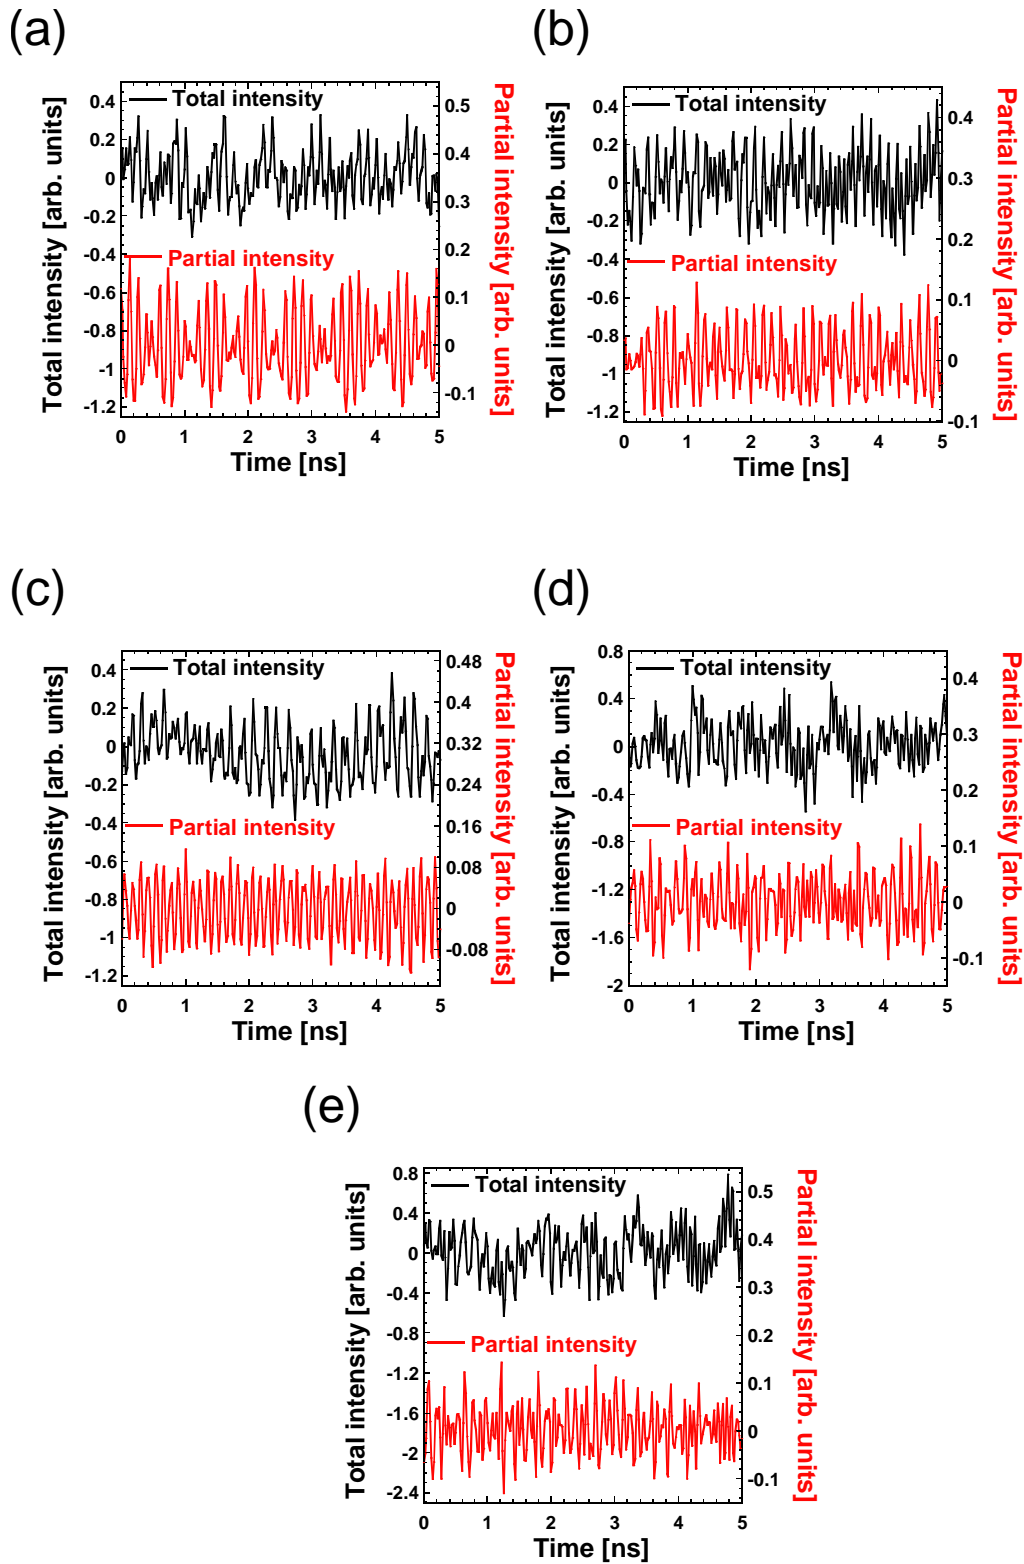 (a)
Total intensity
Partial intensity
0.4
0.2
0
-0.2
-0.4
-0.6
-0.8
-1
-1.2
0.5
0.4
0.3
0.2
0.1
0
-0.1
0 1 2 3 4 5
Time [ns]
Total intensity [arb. units]
Partial intensity [arb. units]
(b)
Total intensity
Partial intensity
0.4
0.2
0
-0.2
-0.4
-0.6
-0.8
-1
-1.2
0.4
0.3
0.2
0.1
0
-0.1
0 1 2 3 4 5
Time [ns]
Total intensity [arb. units]
Partial intensity [arb. units]
(c)
Total intensity
Partial intensity
0.4
0.2
0
-0.2
-0.4
-0.6
-0.8
-1
-1.2
0.48
0.40
0.32
0.24
0.16
0.08
0
-0.08
0 1 2 3 4 5
Time [ns]
Total intensity [arb. units]
Partial intensity [arb. units]
(d)
Total intensity
Partial intensity
0.8
0.4
0
-0.4
-0.8
-1.2
-1.6
-2
0.4
0.3
0.2
0.1
0
-0.1
0 1 2 3 4 5
Time [ns]
Total intensity [arb. units]
Partial intensity [arb. units]
(e)
Total intensity
Partial intensity
0.8
0.4
0
-0.4
-0.8
-1.2
-1.6
-2
-2.4
0.5
0.4
0.3
0.2
0.1
0
-0.1
0 1 2 3 4 5
Time [ns]
Total intensity [arb. units]
Partial intensity [arb. units]